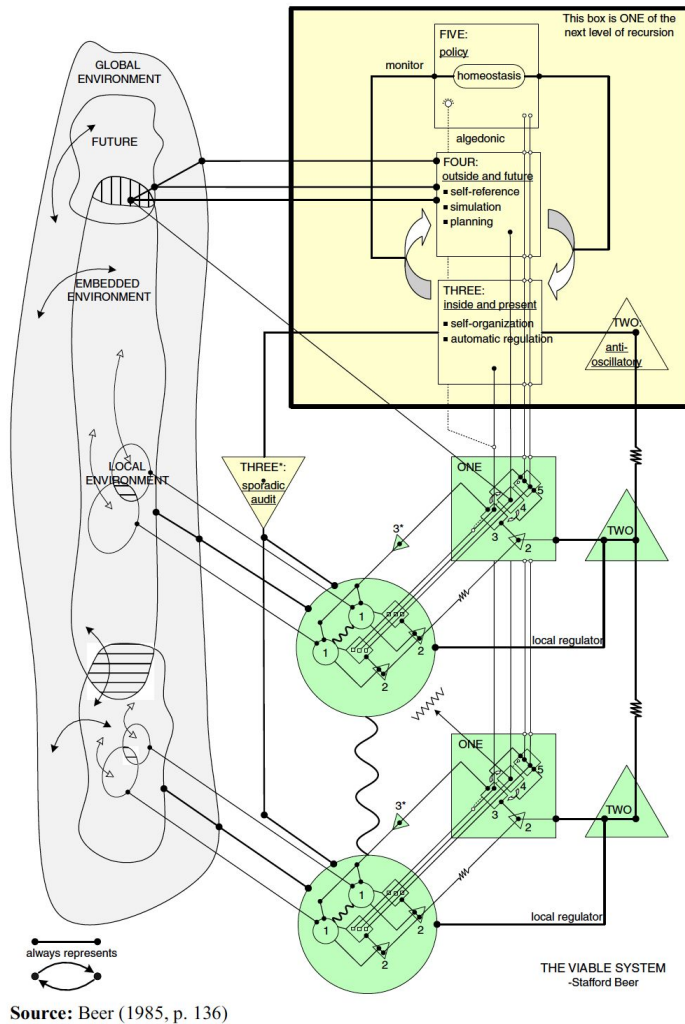 This box is ONE of the
next level of recursion
FIVE:
policy
GLOBAL
ENVIRONMENT
monitor
homeostasis
algedonic
FUTURE
FOUR:
outside and future
▪ self-reference
▪ simulation
▪ planning
EMBEDDED
ENVIRONMENT
THREE:
inside and present
▪ self-organization
▪ automatic regulation
TWO:
anti-
oscillatory
THREE*:
sporadic
audit
LOCAL
ENVIRONMENT
ONE
5
4
3
2
TWO
3*
1
1
2
2
local regulator
ONE
5
4
3
2
TWO
3*
1
1
2
2
local regulator
always represents
THE VIABLE SYSTEM
-Stafford Beer
Source: Beer (1985, p. 136)